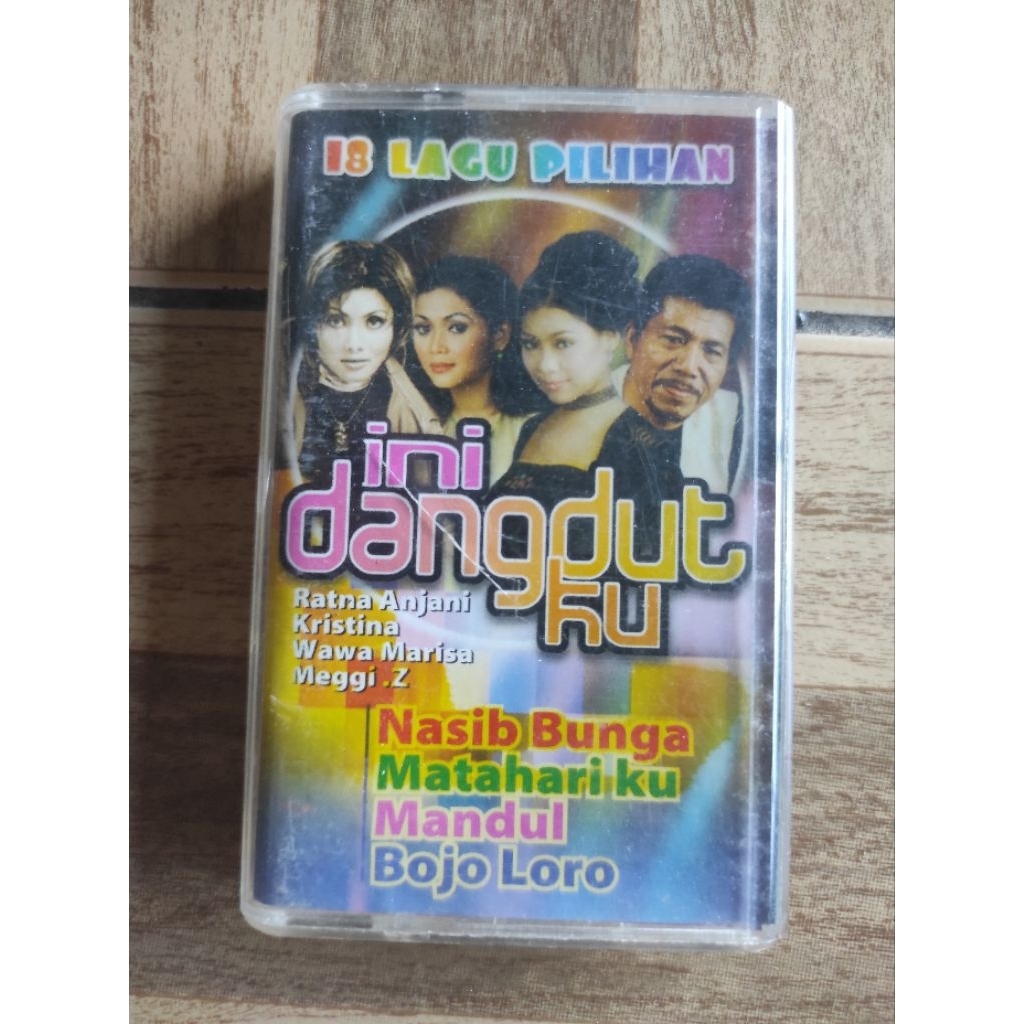 18 LAGU PILIHAN
ini
dangdut
ku
Ratna Anjani
Kristina
Wawa Marisa
Meggi .Z
Nasib Bunga
Matahari ku
Mandul
Bojo Loro